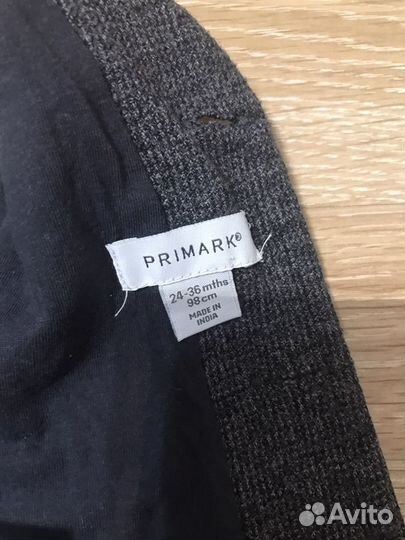 PRIMARK®
24-36 mths
98cm
MADE IN
INDIA
Avito